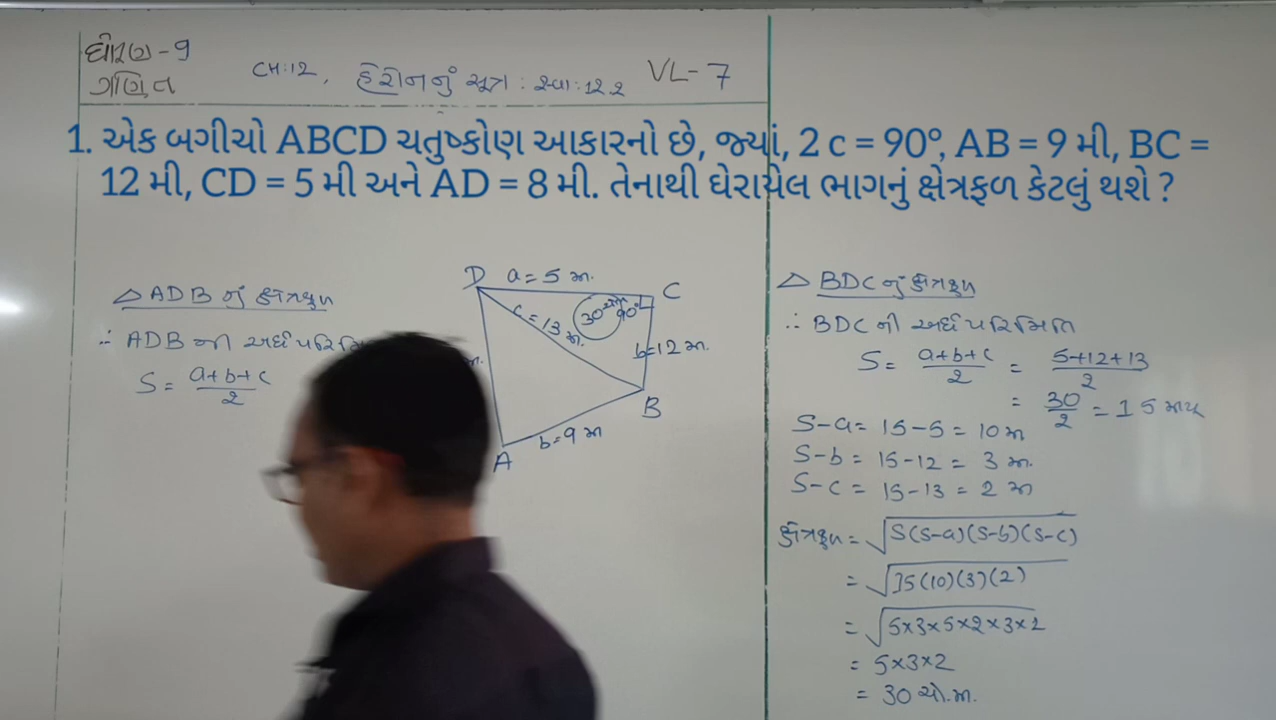 ધોરણ-9
ગણિત
CH:12, હેરોનનું સૂત્ર : સ્વા:12.2 VL-7
1. એક બગીચો ABCD ચતુષ્કોણ આકારનો છે, જ્યાં, 2 c = 90°, AB = 9 મી, BC =
12 મી, CD = 5 મી અને AD = 8 મી. તેનાથી ઘેરાયેલ ભાગનું ક્ષેત્રફળ કેટલું થશે ?
△ADB નું ક્ષેત્રફળ
∴ ADB ની અર્ધપરિમિ
S = a+b+c/2
D a=5 મી. C
c=13 મી.
30 ચોમી
90°
b=12 મી.
મી.
B
b=9 મી
A
△BDC નું ક્ષેત્રફળ
∴ BDC ની અર્ધપરિમિતિ
S = a+b+c/2 = 5+12+13/2
= 30/2 = 15
S-a = 15-5 = 10 મી
S-b = 15-12 = 3 મી.
S-c = 15-13 = 2 મી
ક્ષેત્રફળ = √S(S-a)(S-b)(S-c)
= √15(10)(3)(2)
= √5×3×5×2×3×2
= 5×3×2
= 30 ચો.મી.